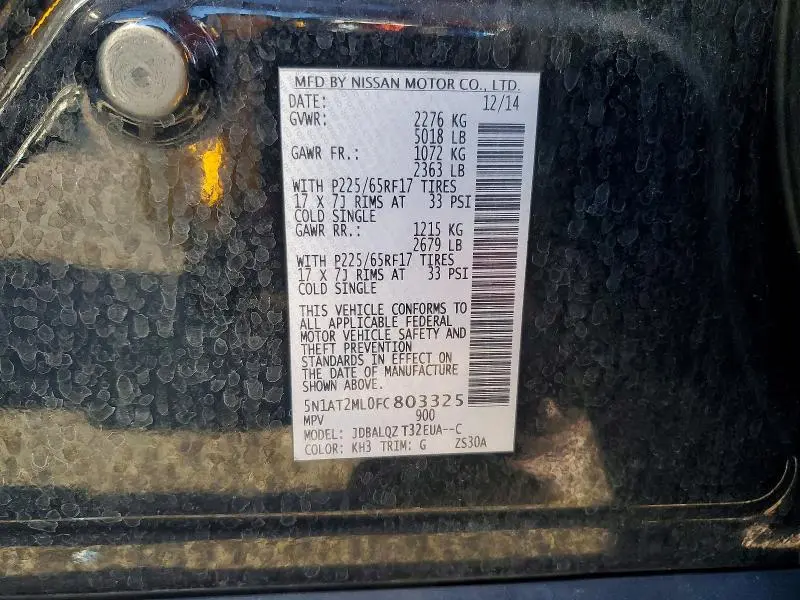 MFD BY NISSAN MOTOR CO., LTD.
DATE: 12/14
GVWR: 2276 KG
5018 LB
GAWR FR.: 1072 KG
2363 LB
WITH P225/65RF17 TIRES
17 X 7J RIMS AT 33 PSI
COLD SINGLE
GAWR RR.: 1215 KG
2679 LB
WITH P225/65RF17 TIRES
17 X 7J RIMS AT 33 PSI
COLD SINGLE
THIS VEHICLE CONFORMS TO
ALL APPLICABLE FEDERAL
MOTOR VEHICLE SAFETY AND
THEFT PREVENTION
STANDARDS IN EFFECT ON
THE DATE OF MANUFACTURE
SHOWN ABOVE.
5N1AT2ML0FC803325
MPV 900
MODEL: JDBALQZ T32EUA--C
COLOR: KH3 TRIM: G ZS30A